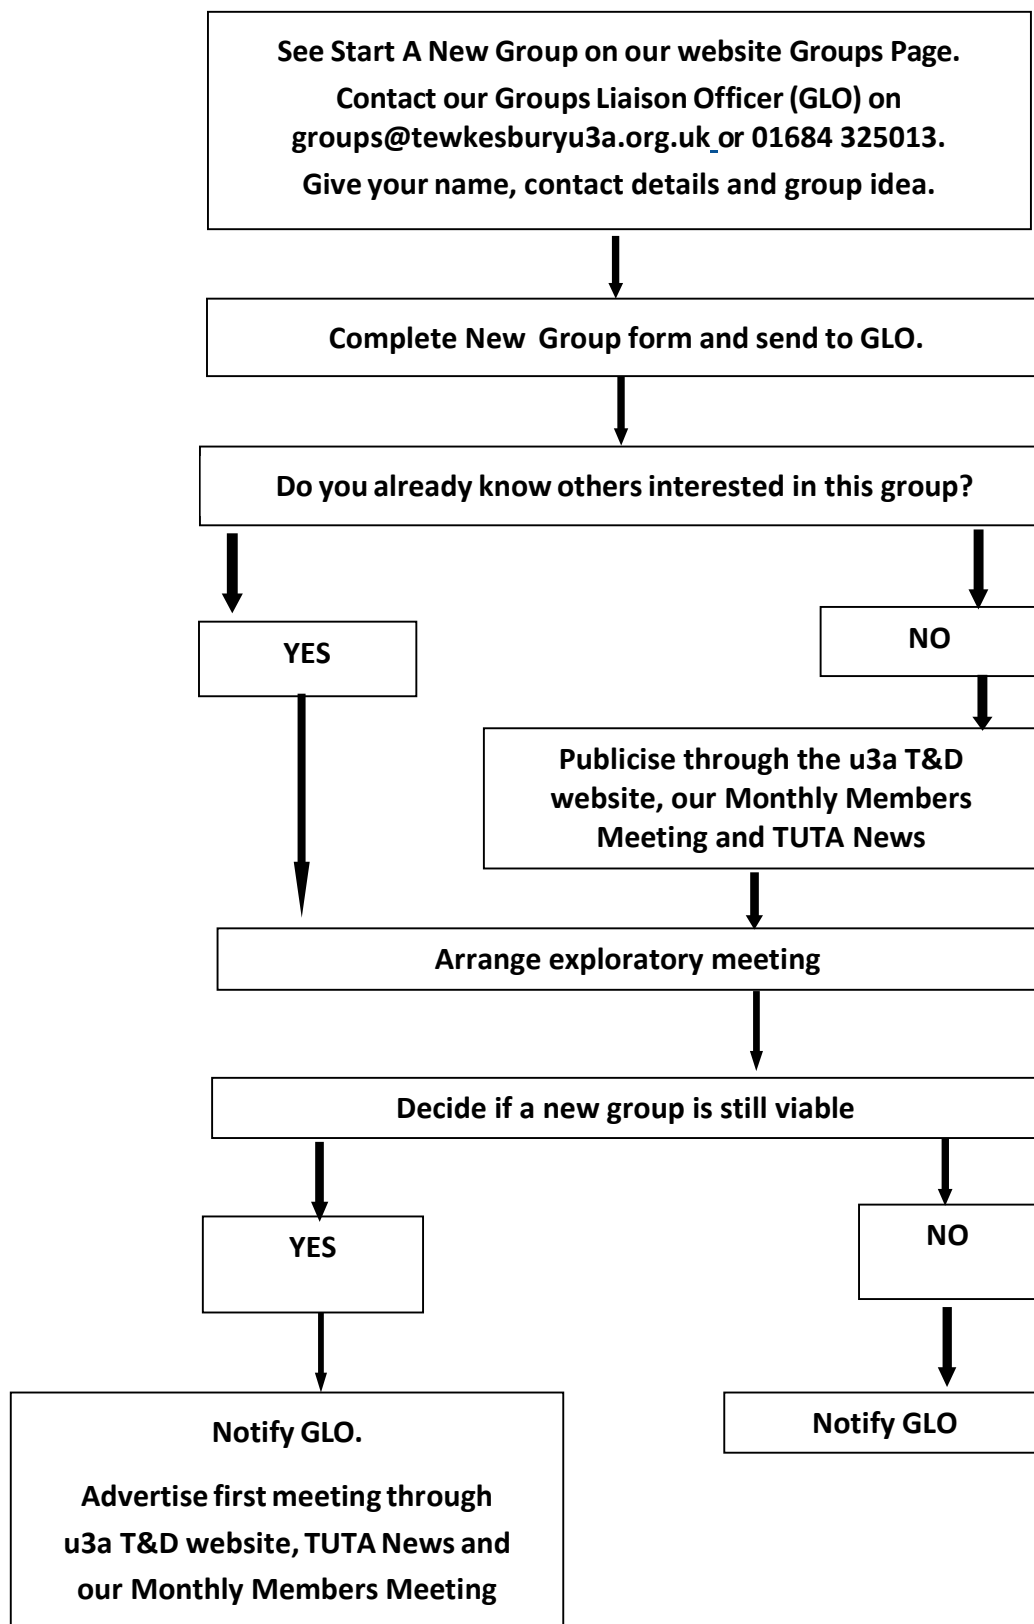 See Start A New Group on our website Groups Page.
Contact our Groups Liaison Officer (GLO) on
groups@tewkesburyu3a.org.uk or 01684 325013.
Give your name, contact details and group idea.
Complete New Group form and send to GLO.
Do you already know others interested in this group?
YES
NO
Publicise through the u3a T&D
website, our Monthly Members
Meeting and TUTA News
Arrange exploratory meeting
Decide if a new group is still viable
YES
NO
Notify GLO.
Advertise first meeting through
u3a T&D website, TUTA News and
our Monthly Members Meeting
Notify GLO